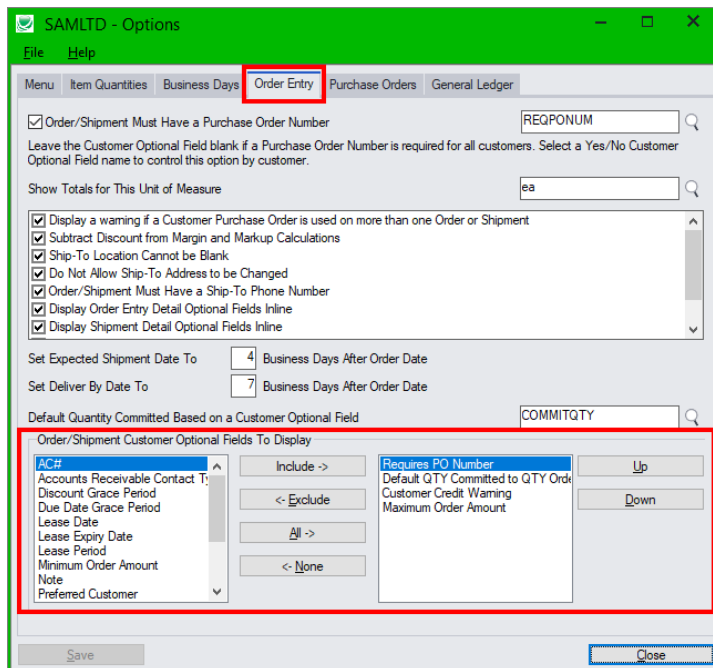 SAMLTD - Options
File Help
Menu Item Quantities Business Days Order Entry Purchase Orders General Ledger
Order/Shipment Must Have a Purchase Order Number REQPONUM
Leave the Customer Optional Field blank if a Purchase Order Number is required for all customers. Select a Yes/No Customer
Optional Field name to control this option by customer.
Show Totals for This Unit of Measure ea
Display a warning if a Customer Purchase Order is used on more than one Order or Shipment
Subtract Discount from Margin and Markup Calculations
Ship-To Location Cannot be Blank
Do Not Allow Ship-To Address to be Changed
Order/Shipment Must Have a Ship-To Phone Number
Display Order Entry Detail Optional Fields Inline
Display Shipment Detail Optional Fields Inline
Set Expected Shipment Date To 4 Business Days After Order Date
Set Deliver By Date To 7 Business Days After Order Date
Default Quantity Committed Based on a Customer Optional Field COMMITQTY
Order/Shipment Customer Optional Fields To Display
AC#
Accounts Receivable Contact Ty
Discount Grace Period
Due Date Grace Period
Lease Date
Lease Expiry Date
Lease Period
Minimum Order Amount
Note
Preferred Customer
Include ->
<- Exclude
All ->
<- None
Requires PO Number
Default QTY Committed to QTY Orde
Customer Credit Warning
Maximum Order Amount
Up
Down
Save Close